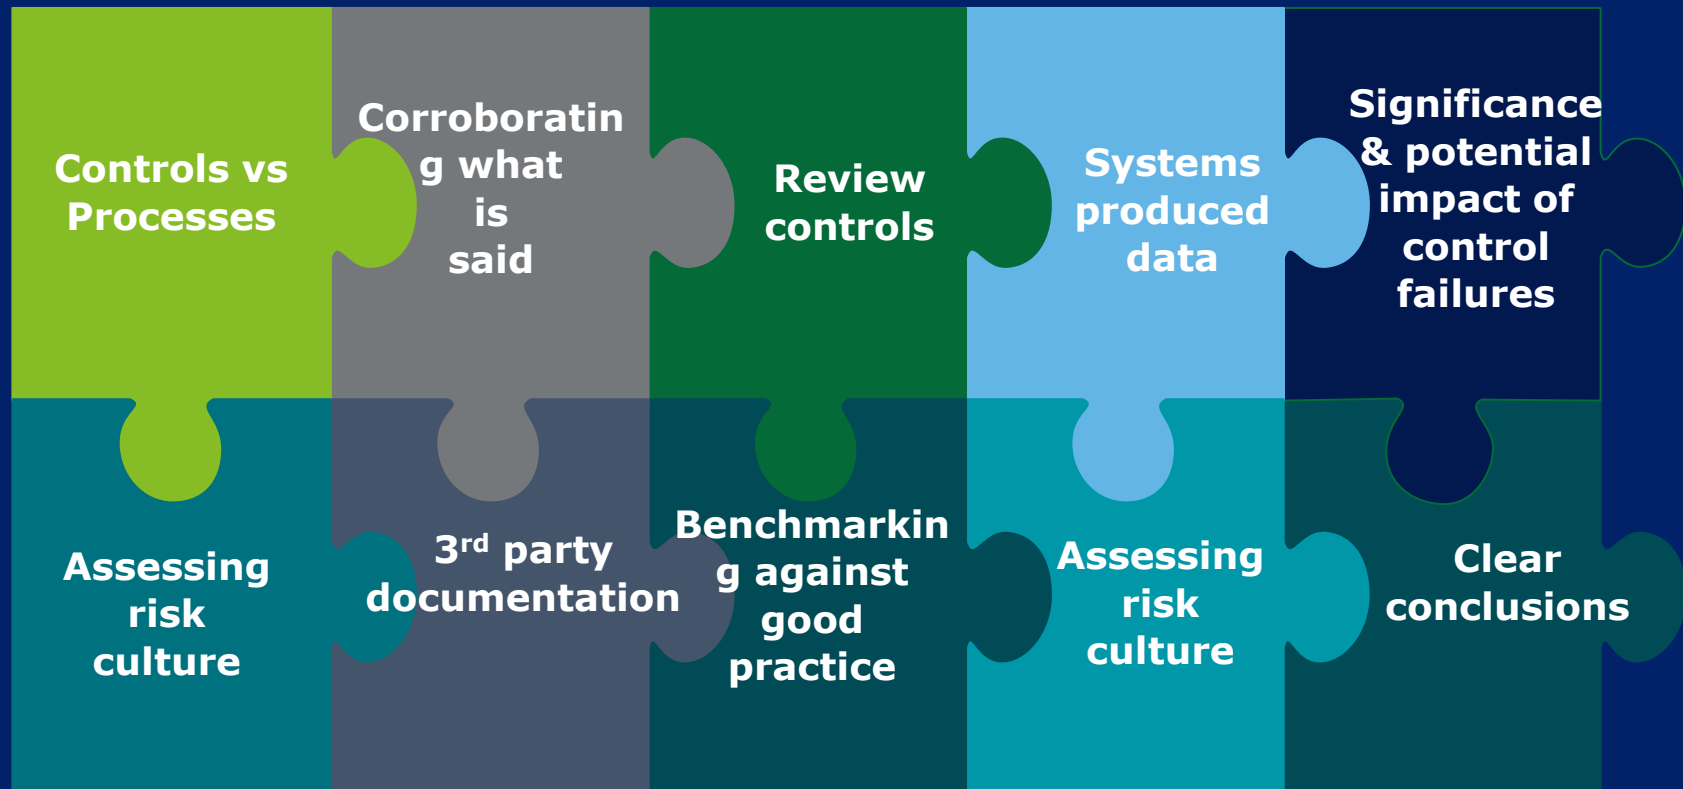 Controls vs
Processes
Corroboratin
g what
is
said
Review
controls
Systems
produced
data
Significance
& potential
impact of
control
failures
Assessing
risk
culture
3rd party
documentation
Benchmarkin
g against
good
practice
Assessing
risk
culture
Clear
conclusions